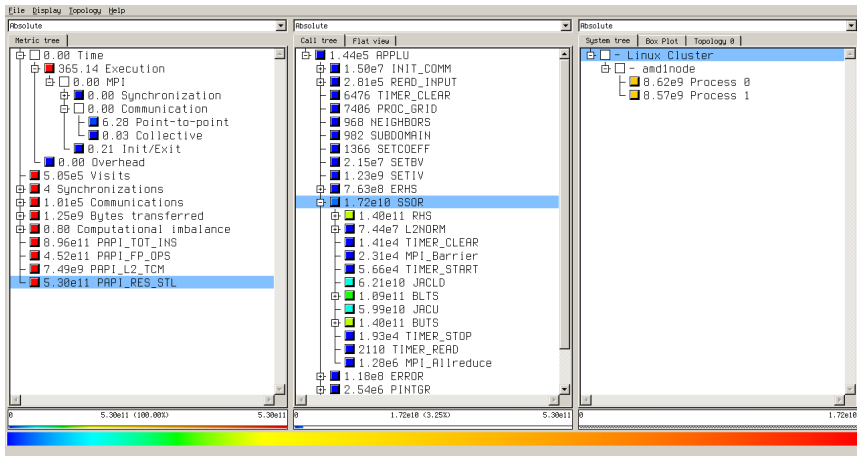 File Display Topology Help
Absolute
Metric tree
0.00 Time
365.14 Execution
0.00 MPI
0.00 Synchronization
0.00 Communication
6.28 Point-to-point
0.03 Collective
0.21 Init/Exit
0.00 Overhead
5.05e5 Visits
4 Synchronizations
1.01e5 Communications
1.25e9 Bytes transferred
0.80 Computational imbalance
8.96e11 PAPI_TOT_INS
4.52e11 PAPI_FP_OPS
7.49e9 PAPI_L2_TCM
5.30e11 PAPI_RES_STL
0 5.30e11 (100.00%) 5.30e11
Absolute
Call tree Flat view
1.44e5 APPLU
1.50e7 INIT_COMM
2.81e5 READ_INPUT
6476 TIMER_CLEAR
7406 PROC_GRID
968 NEIGHBORS
982 SUBDOMAIN
1366 SETCOEFF
2.15e7 SETBV
1.23e9 SETIV
7.63e8 ERHS
1.72e10 SSOR
1.40e11 RHS
7.44e7 L2NORM
1.41e4 TIMER_CLEAR
2.31e4 MPI_Barrier
5.66e4 TIMER_START
6.21e10 JACLD
1.09e11 BLTS
5.99e10 JACU
1.40e11 BUTS
1.93e4 TIMER_STOP
2110 TIMER_READ
1.28e6 MPI_Allreduce
1.18e8 ERROR
2.54e6 PINTGR
0 1.72e10 (3.25%) 5.30e11
Absolute
System tree Box Plot Topology 0
- Linux Cluster
- amd1node
8.62e9 Process 0
8.57e9 Process 1
0 1.72e10